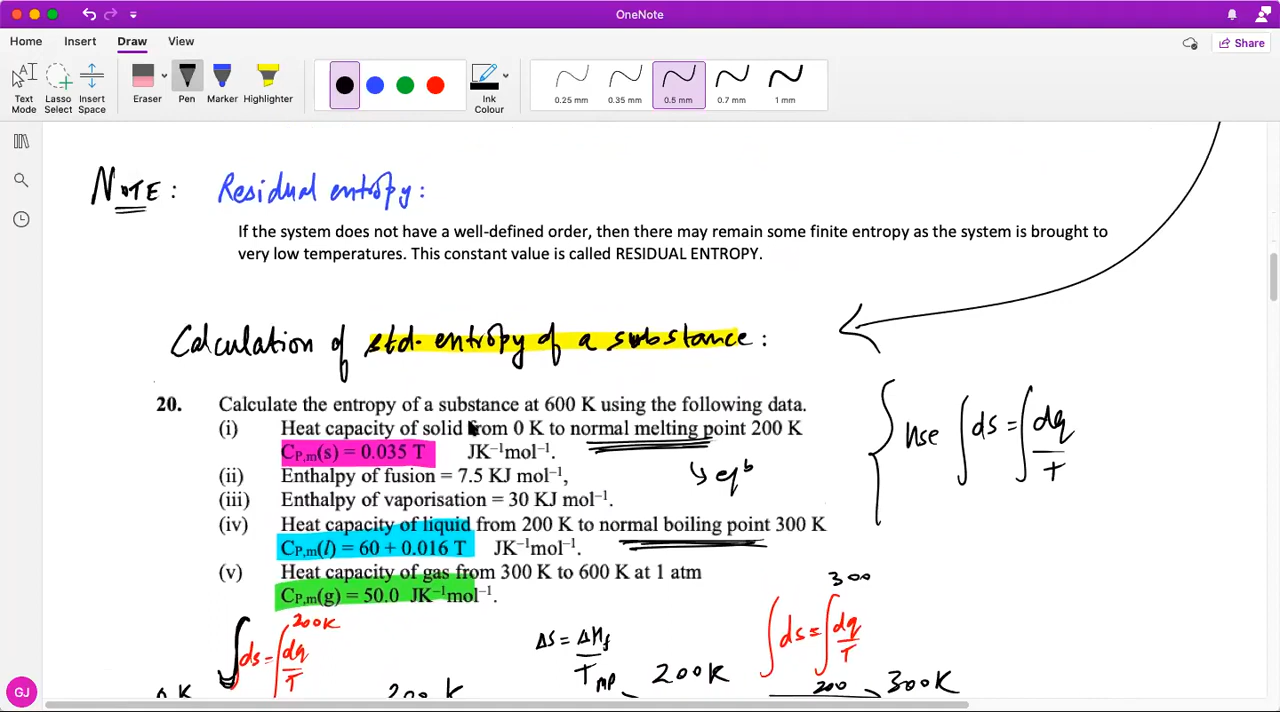 OneNote
Home Insert Draw View
Share
Text Mode Lasso Select Insert Space Eraser Pen Marker Highlighter Ink Colour 0.25 mm 0.35 mm 0.5 mm 0.7 mm 1 mm
NOTE: Residual entropy:
If the system does not have a well-defined order, then there may remain some finite entropy as the system is brought to
very low temperatures. This constant value is called RESIDUAL ENTROPY.
Calculation of std. entropy of a substance:
20. Calculate the entropy of a substance at 600 K using the following data.
(i) Heat capacity of solid from 0 K to normal melting point 200 K
C_P,m(s) = 0.035 T JK⁻¹mol⁻¹.
↳ eqᵇ
(ii) Enthalpy of fusion = 7.5 KJ mol⁻¹,
(iii) Enthalpy of vaporisation = 30 KJ mol⁻¹.
(iv) Heat capacity of liquid from 200 K to normal boiling point 300 K
C_P,m(l) = 60 + 0.016 T JK⁻¹mol⁻¹.
(v) Heat capacity of gas from 300 K to 600 K at 1 atm
C_P,m(g) = 50.0 JK⁻¹mol⁻¹.
use ∫ds = ∫dq/T
∫ds = ∫dq/T 200K
ΔS = ΔH_f/T_MP
200K
∫ds = ∫dq/T 300 200
300K
200K
GJ